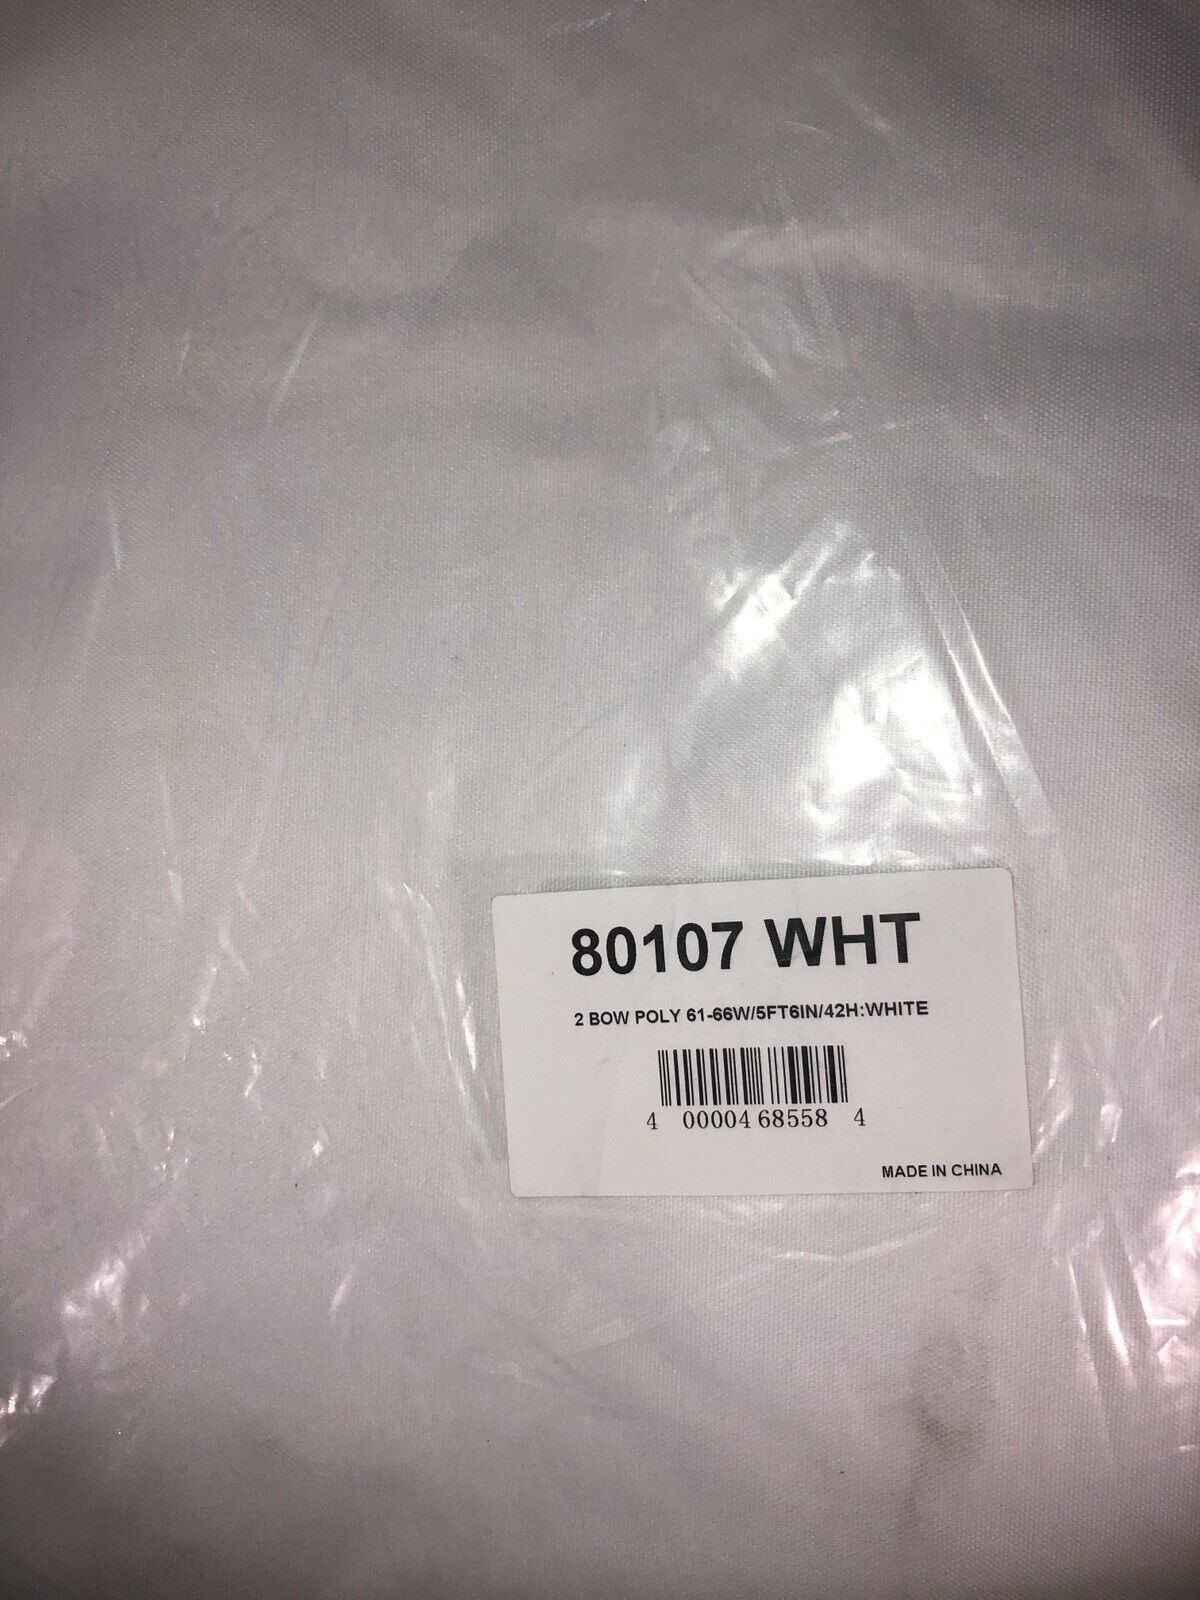 80107 WHT
2 BOW POLY 61-66W/5FT6IN/42H:WHITE
4 00004 68558 4
MADE IN CHINA